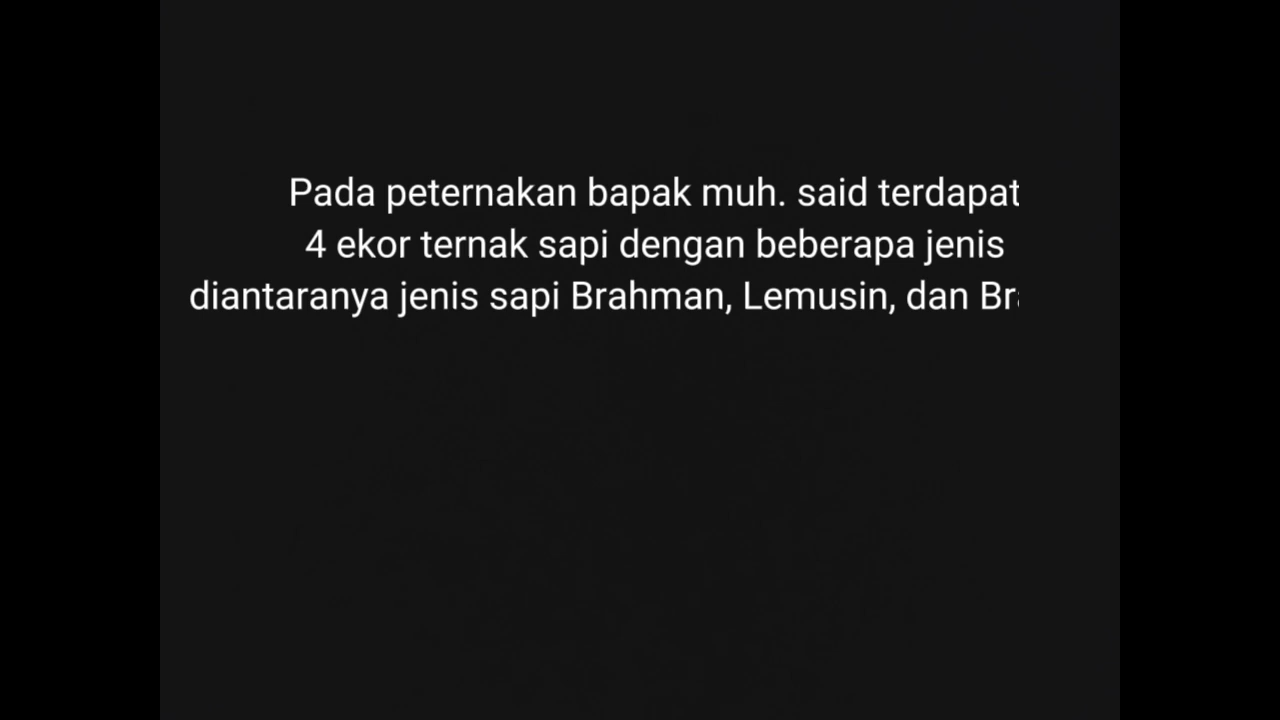 Pada peternakan bapak muh. said terdapat
4 ekor ternak sapi dengan beberapa jenis
diantaranya jenis sapi Brahman, Lemusin, dan